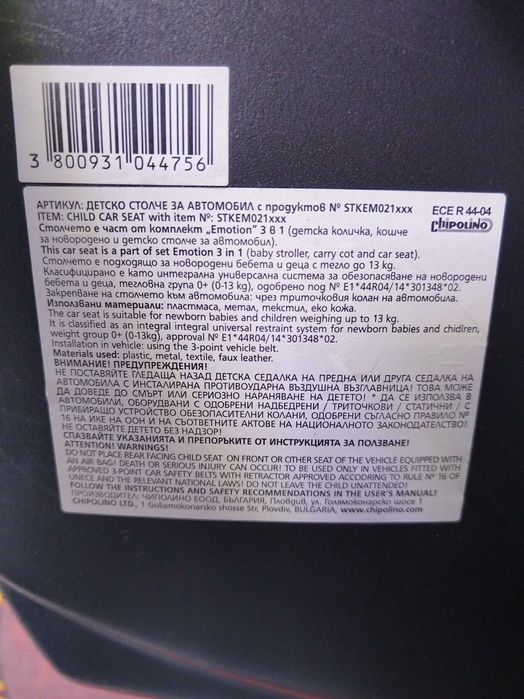 3 800931 044756
АРТИКУЛ: ДЕТСКО СТОЛЧЕ ЗА АВТОМОБИЛ с продуктов № STKEM021xxx
ITEM: CHILD CAR SEAT with item №: STKEM021xxx
ECE R 44-04
chipolino
Столчето е част от комплект „Emotion" 3 в 1 (детска количка, кошче
за новородено и детско столче за автомобил).
This car seat is a part of set Emotion 3 in 1 (baby stroller, carry cot and car seat).
Столчето е подходящо за новородени бебета и деца с тегло до 13 kg.
Класифицирано е като интегрална универсална система за обезопасяване на новородени
бебета и деца, тегловна група 0+ (0-13 kg), одобрено под № E1*44R04/14*301348*02.
Закрепване на столчето към автомобила: чрез триточковия колан на автомобила.
Използвани материали: пластмаса, метал, текстил, еко кожа.
The car seat is suitable for newborn babies and children weighing up to 13 kg.
It is classified as an integral integral universal restraint system for newborn babies and chidlren,
weight group 0+ (0-13kg), approval № E1*44R04/14*301348*02.
Installation in vehicle: using the 3-point vehicle belt.
Materials used: plastic, metal, textile, faux leather.
ВНИМАНИЕ! ПРЕДУПРЕЖДЕНИЯ!
НЕ ПОСТАВЯЙТЕ ГЛЕДАЩА НАЗАД ДЕТСКА СЕДАЛКА НА ПРЕДНА ИЛИ ДРУГА СЕДАЛКА НА
АВТОМОБИЛА С ИНСТАЛИРАНА ПРОТИВОУДАРНА ВЪЗДУШНА ВЪЗГЛАВНИЦА! ТОВА МОЖЕ
ДА ДОВЕДЕ ДО СМЪРТ ИЛИ СЕРИОЗНО НАРАНЯВАНЕ НА ДЕТЕТО! * ДА СЕ ИЗПОЛЗВА В
АВТОМОБИЛИ, ОБОРУДВАНИ С ОДОБРЕНИ НАДБЕДРЕНИ / ТРИТОЧКОВИ / СТАТИЧНИ / С
ПРИБИРАЩО УСТРОЙСТВО ОБЕЗОПАСИТЕЛНИ КОЛАНИ, ОДОБРЕНИ СЪГЛАСНО ПРАВИЛО №
16 НА ИКЕ НА ООН И НА СЪОТВЕТНИТЕ АКТОВЕ НА НАЦИОНАЛНОТО ЗАКОНОДАТЕЛСТВО!
НЕ ОСТАВЯЙТЕ ДЕТЕТО БЕЗ НАДЗОР!
СПАЗВАЙТЕ УКАЗАНИЯТА И ПРЕПОРЪКИТЕ ОТ ИНСТРУКЦИЯТА ЗА ПОЛЗВАНЕ!
ATTENTION! WARNINGS!
DO NOT PLACE REAR FACING CHILD SEAT ON FRONT OR OTHER SEAT OF THE VEHICLE EQUIPPED WITH
AN AIR BAG! DEATH OR SERIOUS INJURY CAN OCCUR! TO BE USED ONLY IN VEHICLES FITTED WITH
APPROVED 3-POINT CAR SAFETY BELTS WITH RETRACTOR APPROVED ACCODRING TO RULE № 16 OF
UNECE AND THE RELEVANT NATIONAL LAWS! DO NOT LEAVE THE CHILD UNATTENDED!
FOLLOW THE INSTRUCTIONS AND SAFETY RECOMMENDATIONS IN THE USER'S MANUAL!
ПРОИЗВОДИТЕЛ: ЧИПОЛИНО ЕООД, БЪЛГАРИЯ, Пловдив, ул. Голямоконарско шосе 1
CHIPOLINO LTD., 1 Goliamokonarsko shosse Str, Plovdiv, BULGARIA, www.chipolino.com